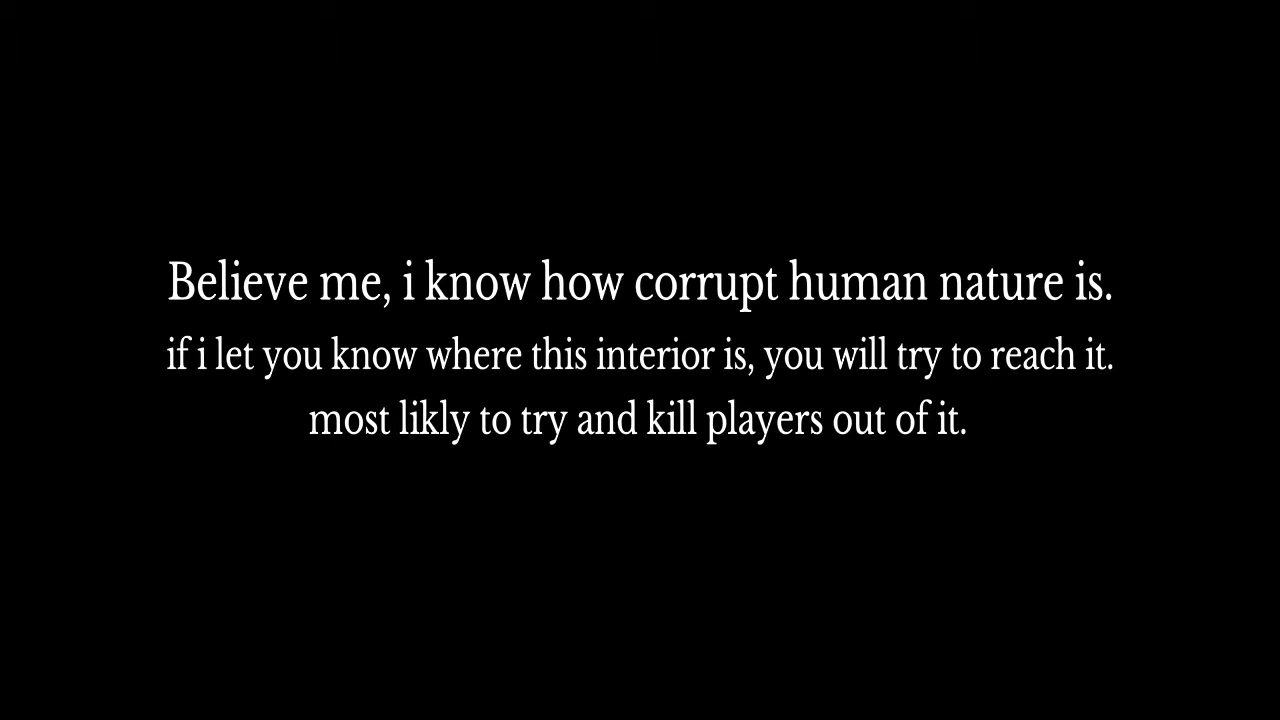 Believe me, i know how corrupt human nature is.
if i let you know where this interior is, you will try to reach it.
most likly to try and kill players out of it.